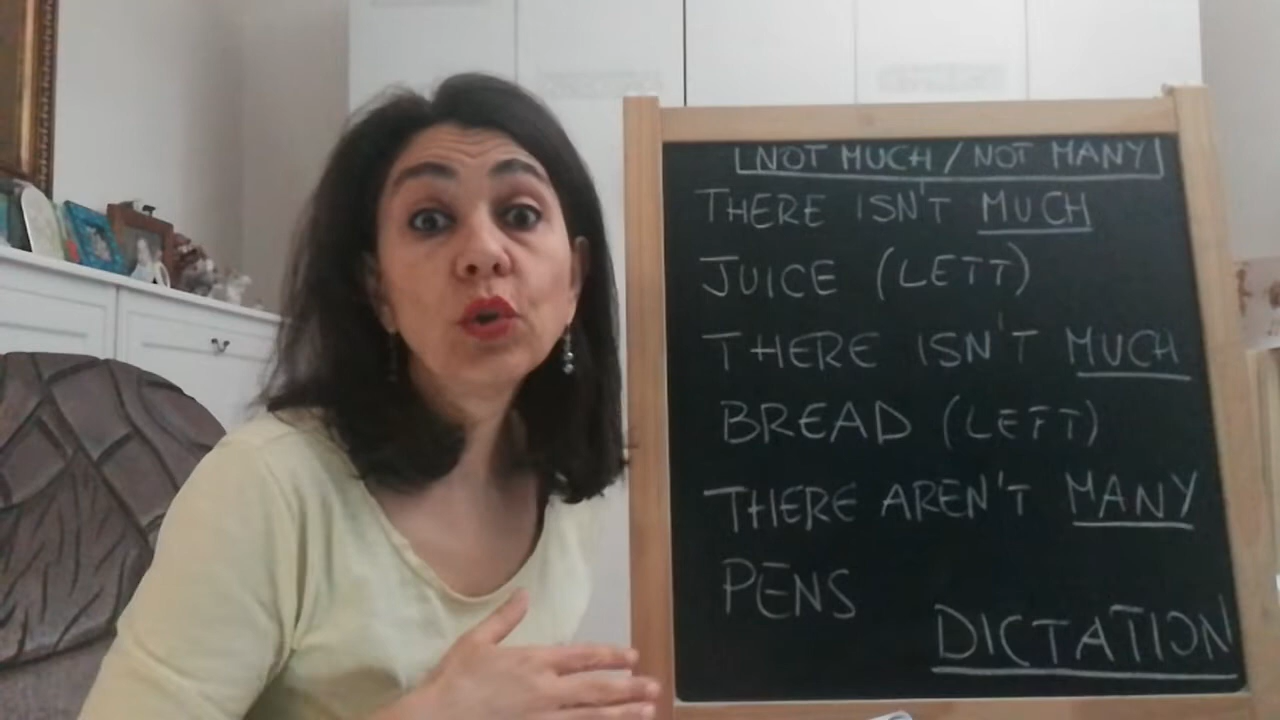 NOT MUCH / NOT MANY
THERE ISN'T MUCH
JUICE (LEFT)
THERE ISN'T MUCH
BREAD (LEFT)
THERE AREN'T MANY
PENS
DICTATION